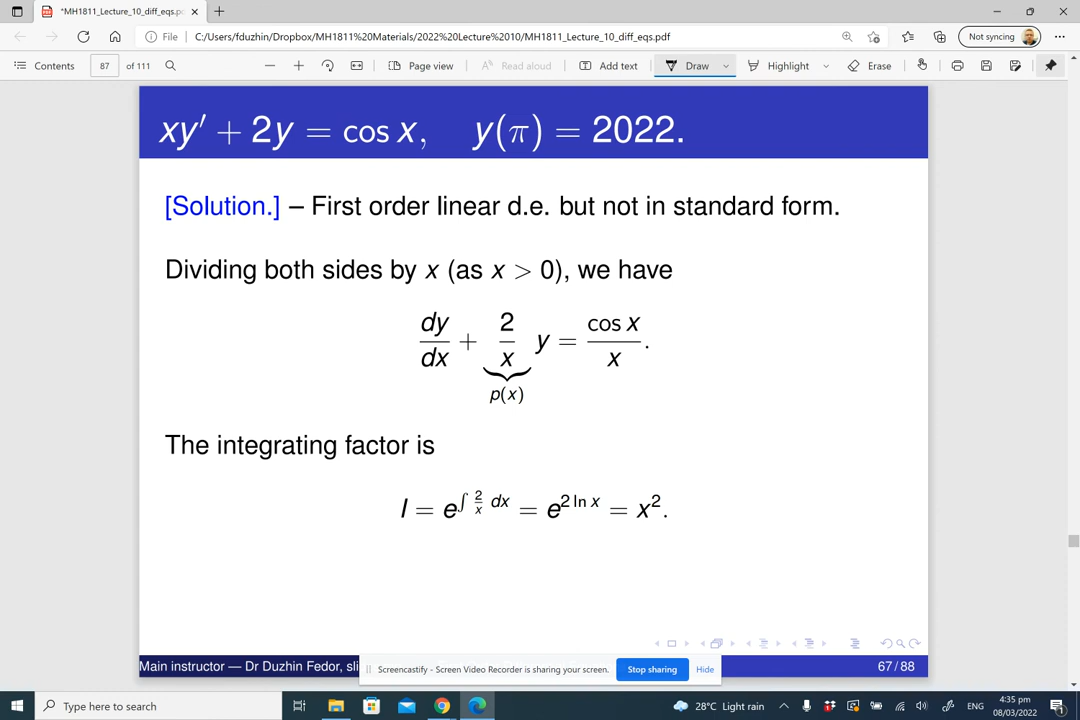 *MH1811_Lecture_10_diff_eqs.pd
File C:/Users/fduzhin/Dropbox/MH1811%20Materials/2022%20Lecture%2010/MH1811_Lecture_10_diff_eqs.pdf Not syncing
Contents 87 of 111 Page view Read aloud Add text Draw Highlight Erase
xy′ + 2y = cos x, y(π) = 2022.
[Solution.] – First order linear d.e. but not in standard form.
Dividing both sides by x (as x > 0), we have
dy/dx + 2/x y = cos x/x.
p(x)
The integrating factor is
I = e^∫ 2/x dx = e^2 ln x = x².
Main instructor — Dr Duzhin Fedor, sli 67/88
Screencastify - Screen Video Recorder is sharing your screen. Stop sharing Hide
Type here to search 28°C Light rain ENG 4:35 pm
08/03/2022